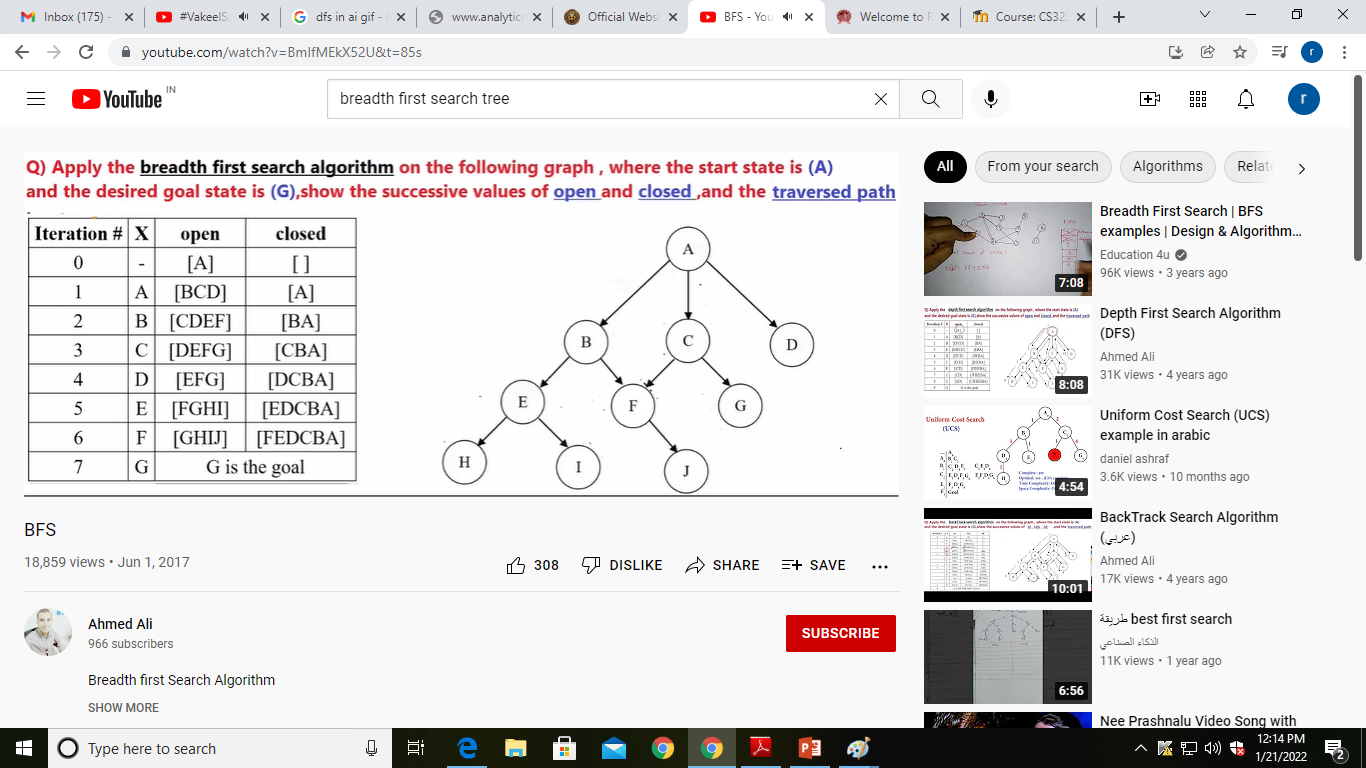 Inbox (175) -
#VakeelS
dfs in ai gif -
www.analytic
Official Webs
BFS - You
Welcome to
Course: CS32
youtube.com/watch?v=BmIfMEkX52U&t=85s
r
YouTube IN
breadth first search tree
r
Q) Apply the breadth first search algorithm on the following graph , where the start state is (A)
and the desired goal state is (G),show the successive values of open and closed ,and the traversed path
Iteration # X open closed
0 - [A] [ ]
1 A [BCD] [A]
2 B [CDEF] [BA]
3 C [DEFG] [CBA]
4 D [EFG] [DCBA]
5 E [FGHI] [EDCBA]
6 F [GHIJ] [FEDCBA]
7 G G is the goal
A
B
C
D
E
F
G
H
I
J
BFS
18,859 views • Jun 1, 2017
308 DISLIKE SHARE SAVE
Ahmed Ali
966 subscribers
SUBSCRIBE
Breadth first Search Algorithm
SHOW MORE
All From your search Algorithms Relate
7:08
Breadth First Search | BFS
examples | Design & Algorithm...
Education 4u
96K views • 3 years ago
8:08
Depth First Search Algorithm
(DFS)
Ahmed Ali
31K views • 4 years ago
Uniform Cost Search
(UCS)
4:54
Uniform Cost Search (UCS)
example in arabic
daniel ashraf
3.6K views • 10 months ago
10:01
BackTrack Search Algorithm
(عربي)
Ahmed Ali
17K views • 4 years ago
6:56
طريقة best first search
الذكاء الصناعي
11K views • 1 year ago
Nee Prashnalu Video Song with
Type here to search
12:14 PM
1/21/2022
2